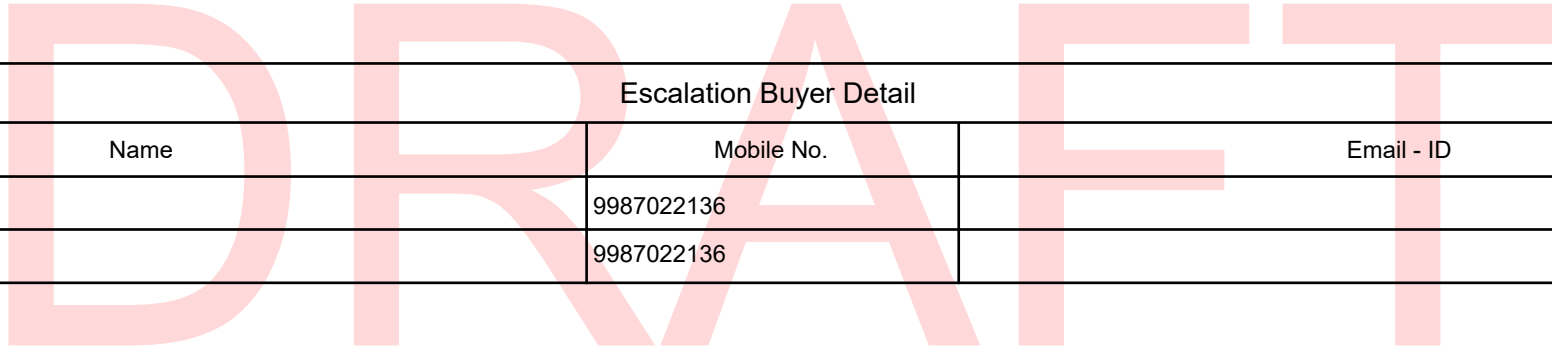 DRAFT
Escalation Buyer Detail
Name Mobile No. Email - ID
9987022136
9987022136